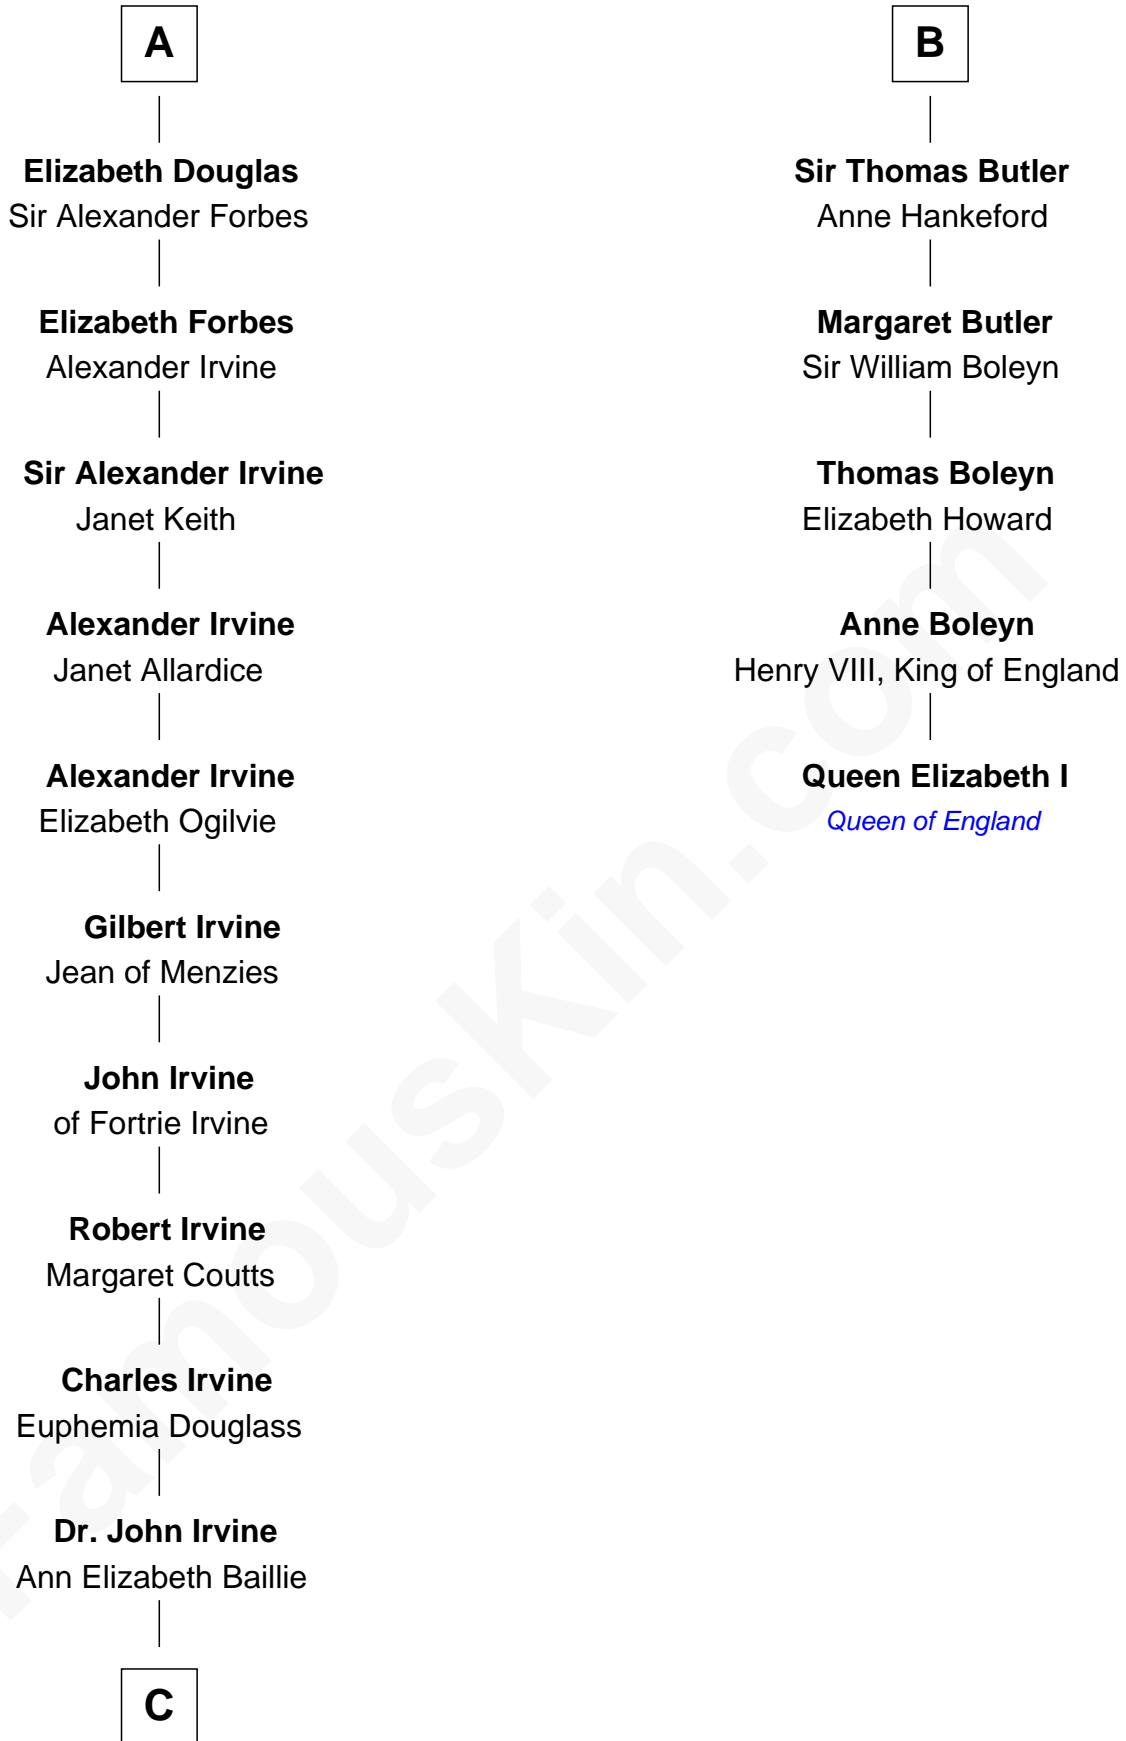 A
Elizabeth Douglas
Sir Alexander Forbes
Elizabeth Forbes
Alexander Irvine
Sir Alexander Irvine
Janet Keith
Alexander Irvine
Janet Allardice
Alexander Irvine
Elizabeth Ogilvie
Gilbert Irvine
Jean of Menzies
John Irvine
of Fortrie Irvine
Robert Irvine
Margaret Coutts
Charles Irvine
Euphemia Douglass
Dr. John Irvine
Ann Elizabeth Baillie
C
B
Sir Thomas Butler
Anne Hankeford
Margaret Butler
Sir William Boleyn
Thomas Boleyn
Elizabeth Howard
Anne Boleyn
Henry VIII, King of England
Queen Elizabeth I
Queen of England
FamousKin.com